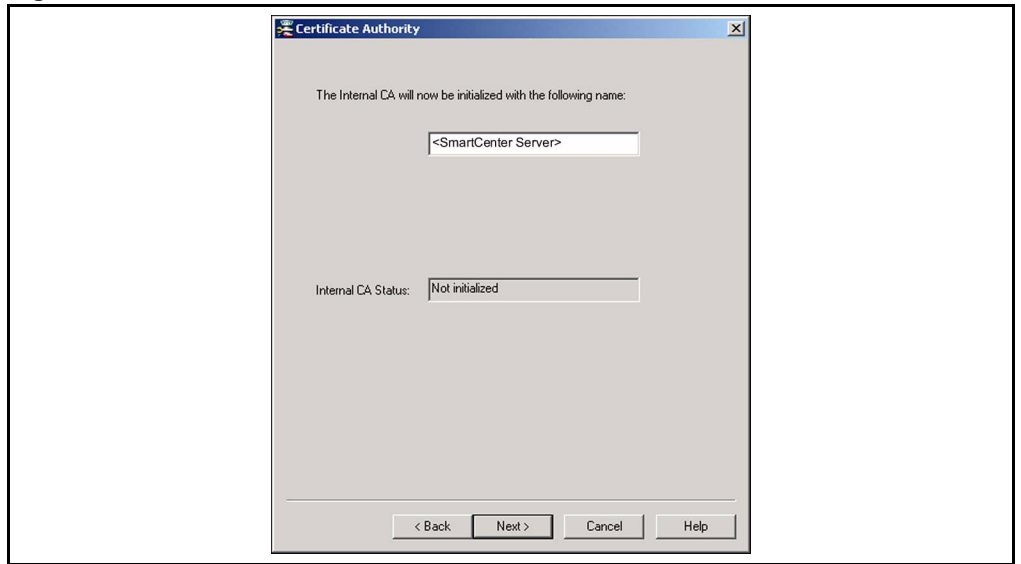 Certificate Authority
The Internal CA will now be initialized with the following name:
<SmartCenter Server>
Internal CA Status: Not initialized
< Back Next > Cancel Help